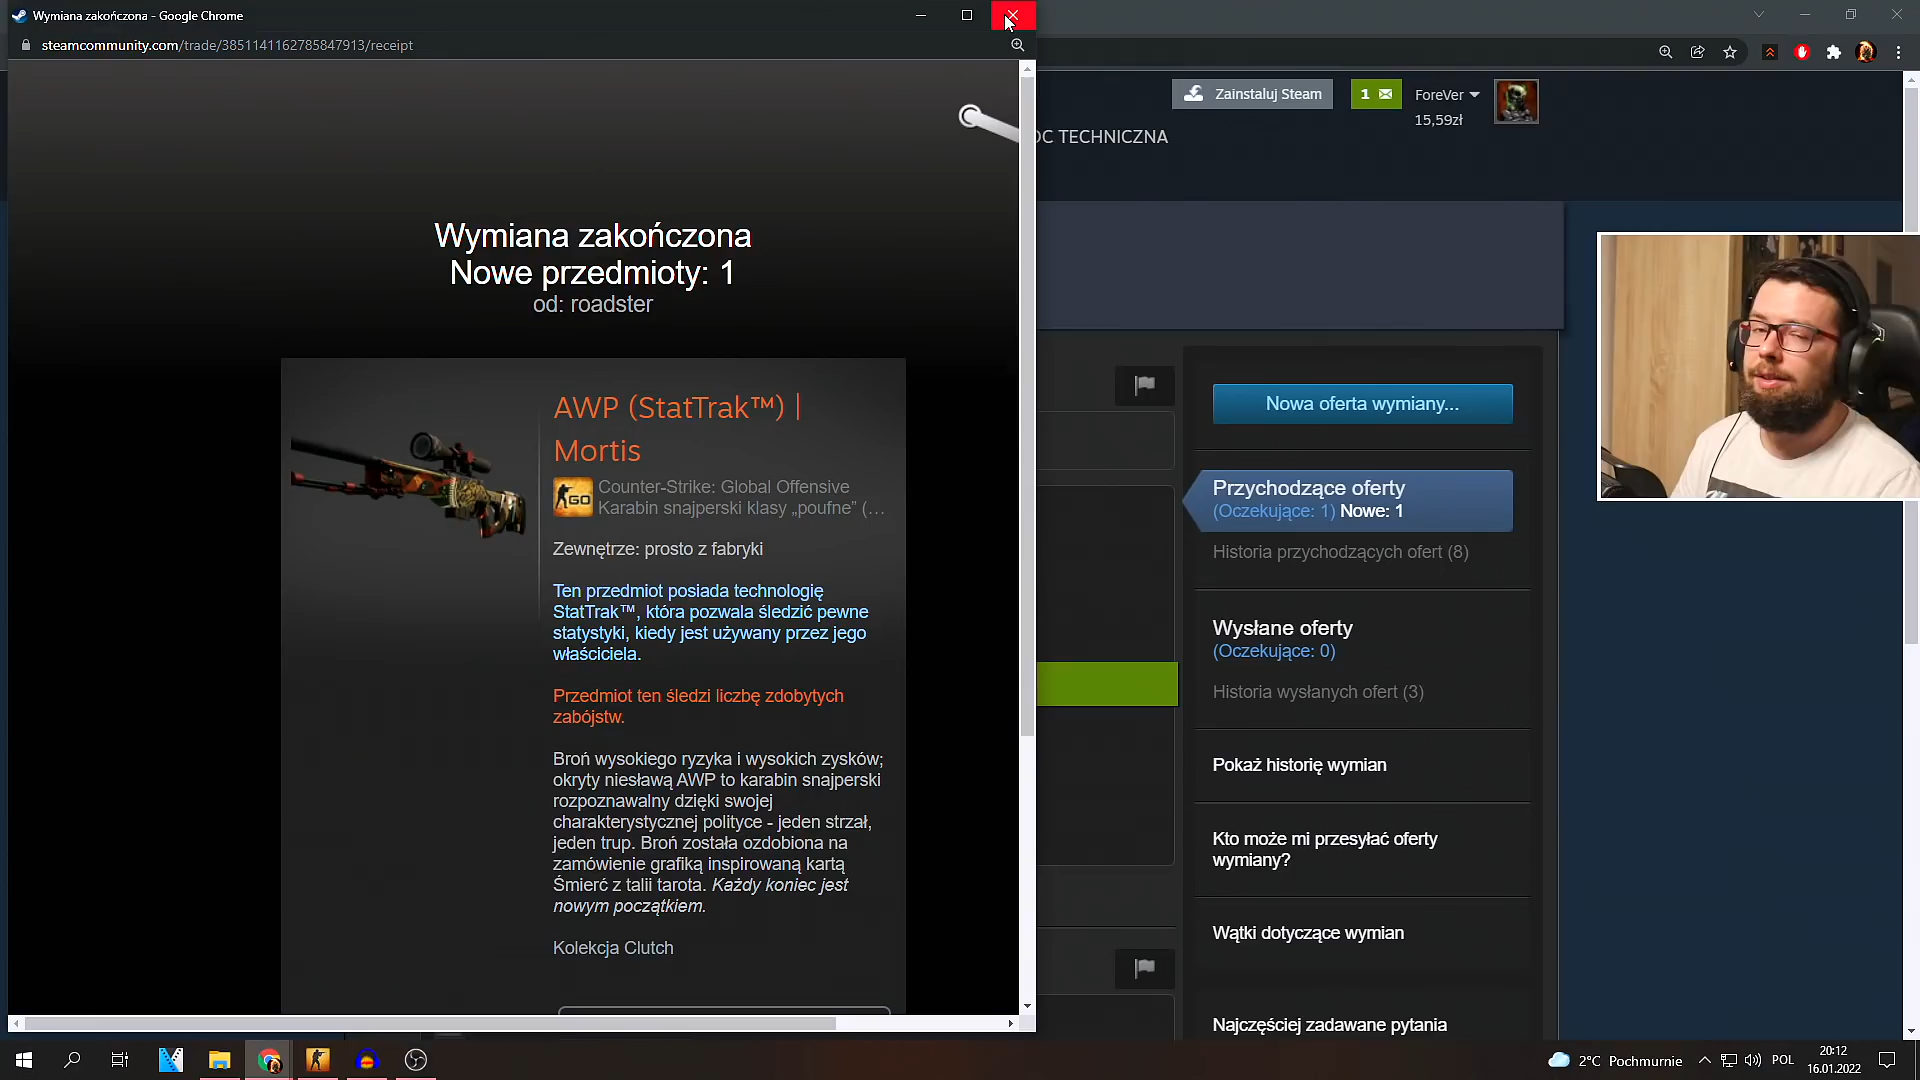 Wymiana zakończona - Google Chrome
steamcommunity.com/trade/3851141162785847913/receipt
Zainstaluj Steam
1
ForeVer
15,59zł
OC TECHNICZNA
Wymiana zakończona
Nowe przedmioty: 1
od: roadster
AWP (StatTrak™) |
Mortis
GO
Counter-Strike: Global Offensive
Karabin snajperski klasy „poufne” (…
Zewnętrze: prosto z fabryki
Ten przedmiot posiada technologię
StatTrak™, która pozwala śledzić pewne
statystyki, kiedy jest używany przez jego
właściciela.
Przedmiot ten śledzi liczbę zdobytych
zabójstw.
Broń wysokiego ryzyka i wysokich zysków;
okryty niesławą AWP to karabin snajperski
rozpoznawalny dzięki swojej
charakterystycznej polityce - jeden strzał,
jeden trup. Broń została ozdobiona na
zamówienie grafiką inspirowaną kartą
Śmierć z talii tarota. Każdy koniec jest
nowym początkiem.
Kolekcja Clutch
Nowa oferta wymiany...
Przychodzące oferty
(Oczekujące: 1) Nowe: 1
Historia przychodzących ofert (8)
Wysłane oferty
(Oczekujące: 0)
Historia wysłanych ofert (3)
Pokaż historię wymian
Kto może mi przesyłać oferty
wymiany?
Wątki dotyczące wymian
Najczęściej zadawane pytania
2°C Pochmurnie
POL
20:12
16.01.2022